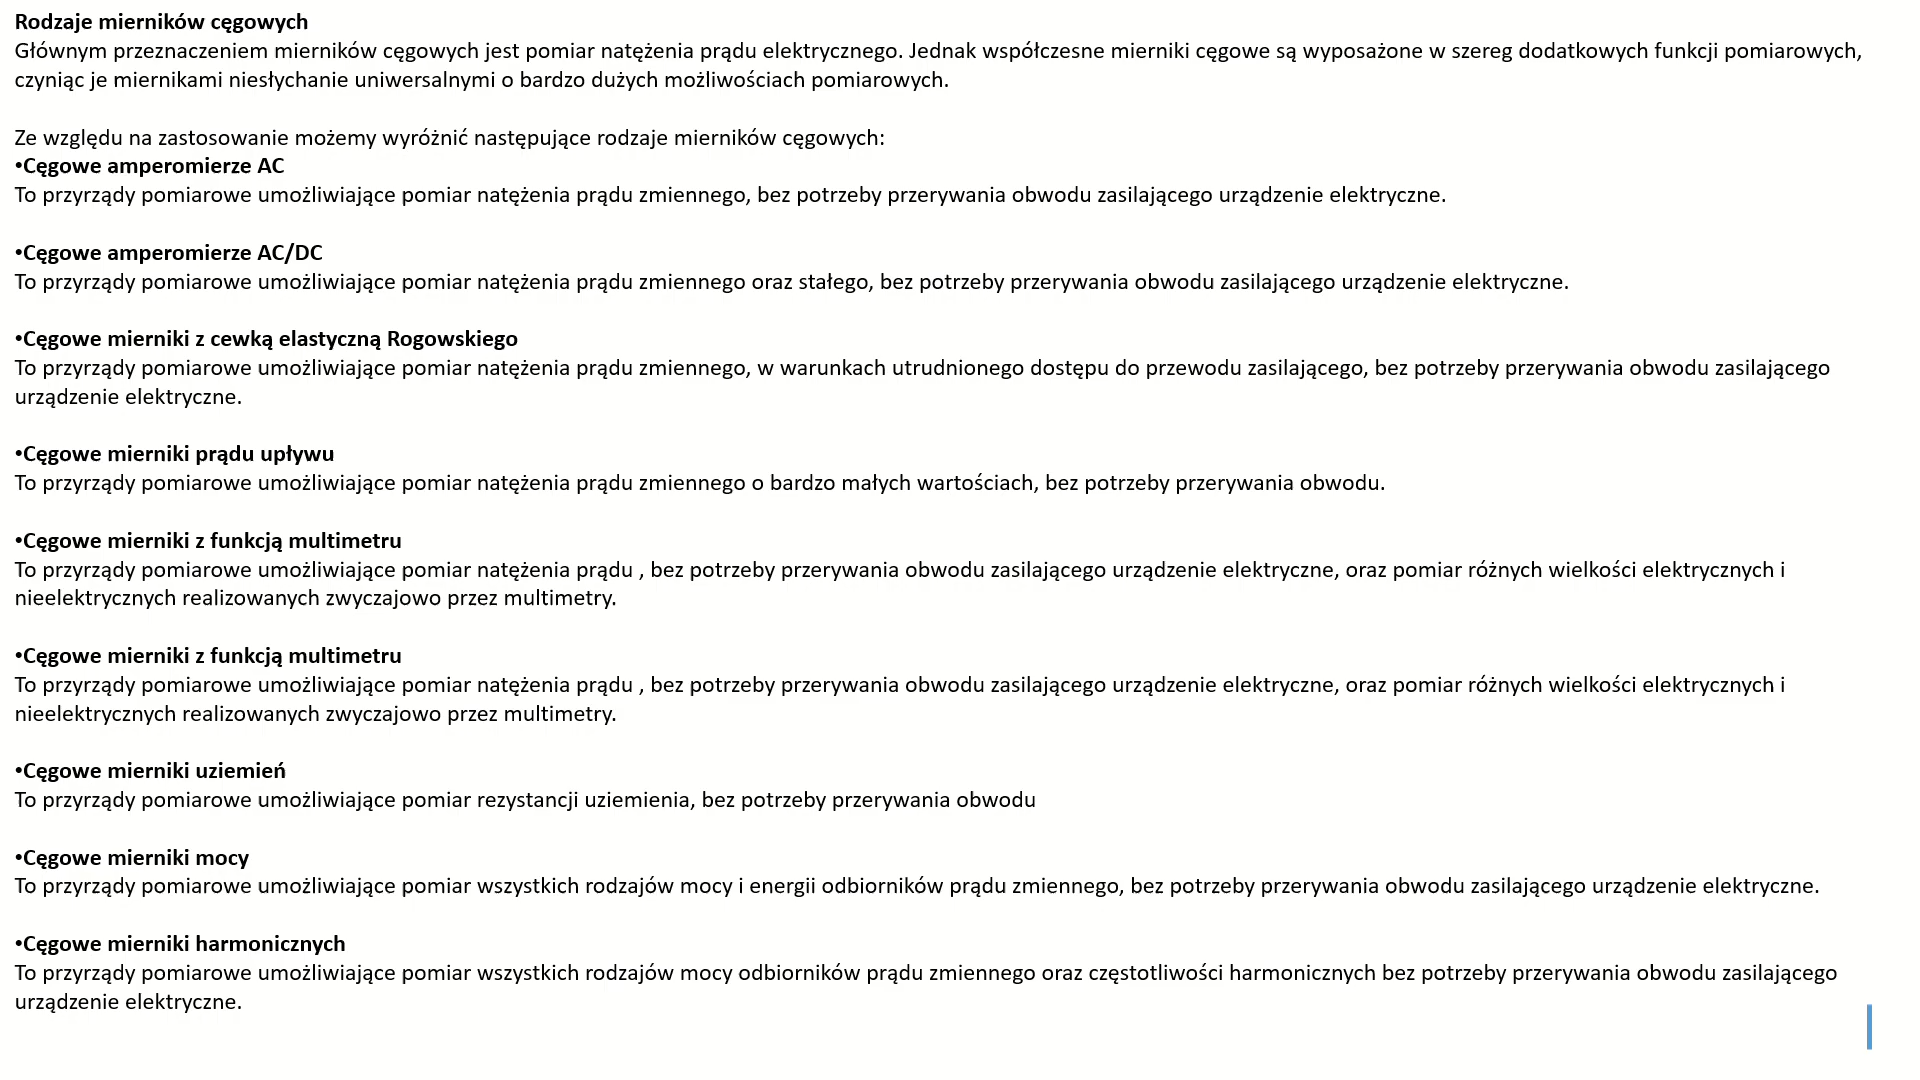 Rodzaje mierników cęgowych
Głównym przeznaczeniem mierników cęgowych jest pomiar natężenia prądu elektrycznego. Jednak współczesne mierniki cęgowe są wyposażone w szereg dodatkowych funkcji pomiarowych,
czyniąc je miernikami niesłychanie uniwersalnymi o bardzo dużych możliwościach pomiarowych.
Ze względu na zastosowanie możemy wyróżnić następujące rodzaje mierników cęgowych:
•Cęgowe amperomierze AC
To przyrządy pomiarowe umożliwiające pomiar natężenia prądu zmiennego, bez potrzeby przerywania obwodu zasilającego urządzenie elektryczne.
•Cęgowe amperomierze AC/DC
To przyrządy pomiarowe umożliwiające pomiar natężenia prądu zmiennego oraz stałego, bez potrzeby przerywania obwodu zasilającego urządzenie elektryczne.
•Cęgowe mierniki z cewką elastyczną Rogowskiego
To przyrządy pomiarowe umożliwiające pomiar natężenia prądu zmiennego, w warunkach utrudnionego dostępu do przewodu zasilającego, bez potrzeby przerywania obwodu zasilającego
urządzenie elektryczne.
•Cęgowe mierniki prądu upływu
To przyrządy pomiarowe umożliwiające pomiar natężenia prądu zmiennego o bardzo małych wartościach, bez potrzeby przerywania obwodu.
•Cęgowe mierniki z funkcją multimetru
To przyrządy pomiarowe umożliwiające pomiar natężenia prądu , bez potrzeby przerywania obwodu zasilającego urządzenie elektryczne, oraz pomiar różnych wielkości elektrycznych i
nieelektrycznych realizowanych zwyczajowo przez multimetry.
•Cęgowe mierniki z funkcją multimetru
To przyrządy pomiarowe umożliwiające pomiar natężenia prądu , bez potrzeby przerywania obwodu zasilającego urządzenie elektryczne, oraz pomiar różnych wielkości elektrycznych i
nieelektrycznych realizowanych zwyczajowo przez multimetry.
•Cęgowe mierniki uziemień
To przyrządy pomiarowe umożliwiające pomiar rezystancji uziemienia, bez potrzeby przerywania obwodu
•Cęgowe mierniki mocy
To przyrządy pomiarowe umożliwiające pomiar wszystkich rodzajów mocy i energii odbiorników prądu zmiennego, bez potrzeby przerywania obwodu zasilającego urządzenie elektryczne.
•Cęgowe mierniki harmonicznych
To przyrządy pomiarowe umożliwiające pomiar wszystkich rodzajów mocy odbiorników prądu zmiennego oraz częstotliwości harmonicznych bez potrzeby przerywania obwodu zasilającego
urządzenie elektryczne.